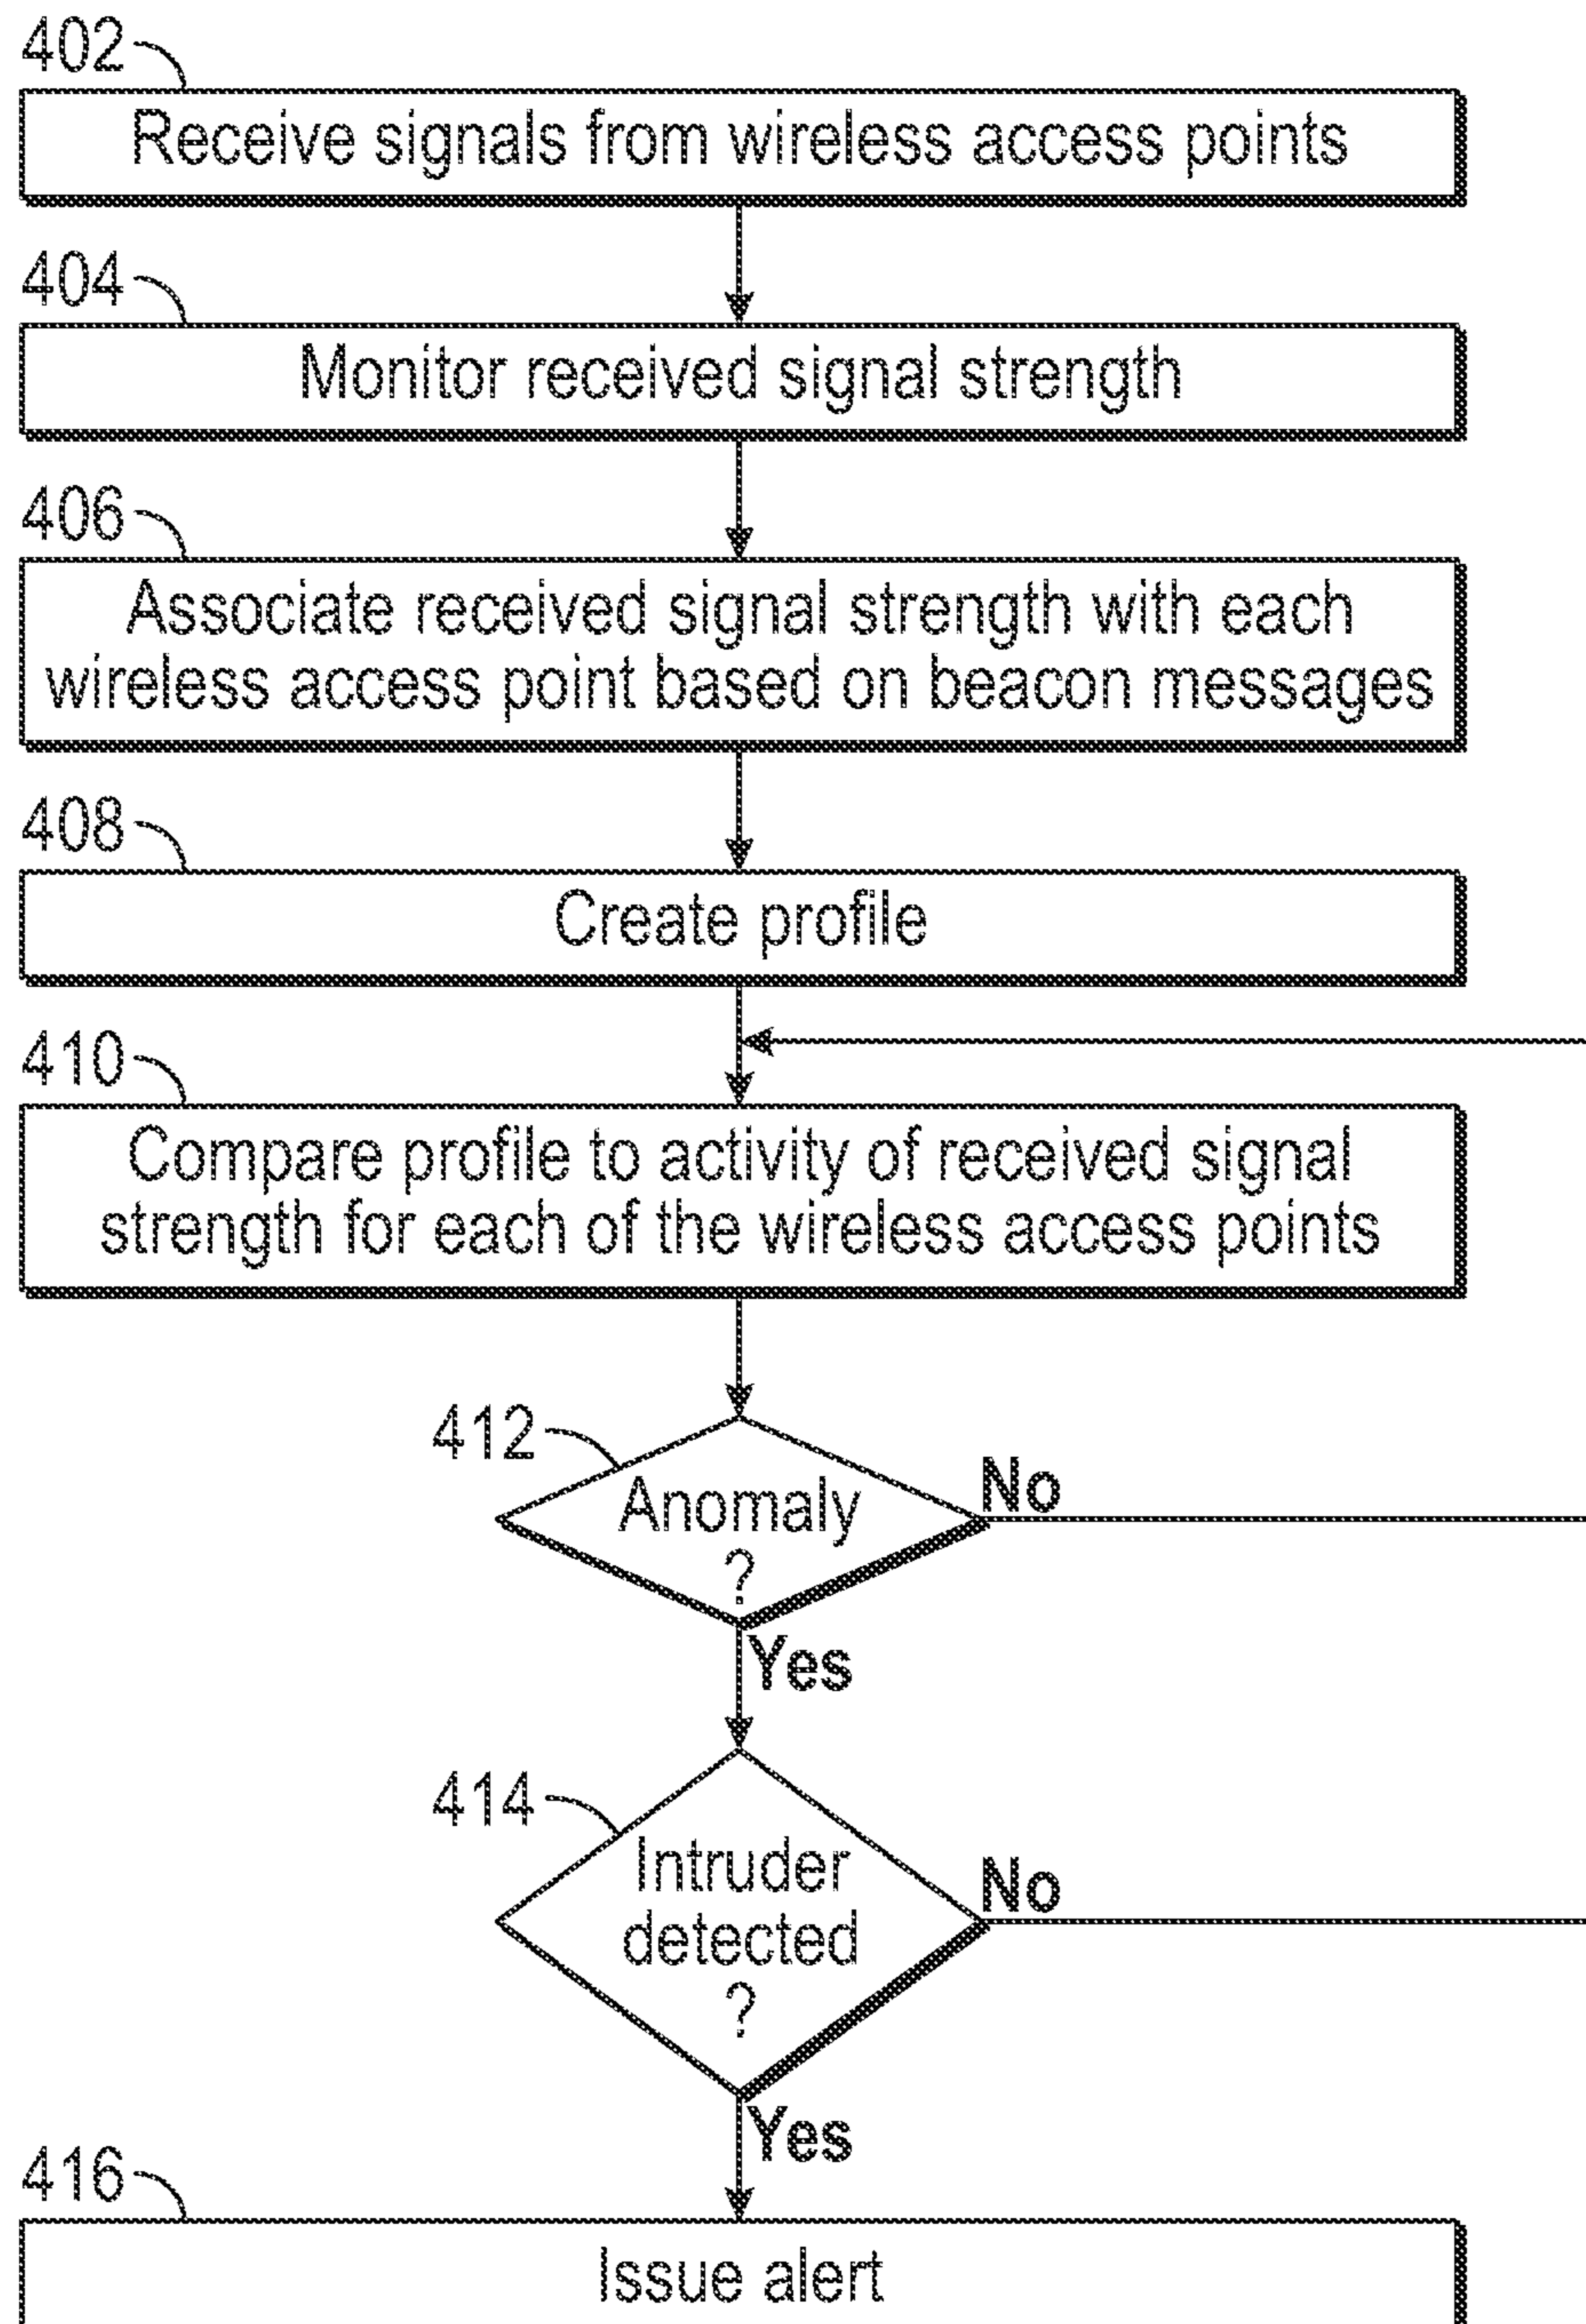 402
Receive signals from wireless access points
404
Monitor received signal strength
406
Associate received signal strength with each
wireless access point based on beacon messages
408
Create profile
410
Compare profile to activity of received signal
strength for each of the wireless access points
412
Anomaly
?
No
Yes
414
Intruder
detected
?
No
Yes
416
Issue alert